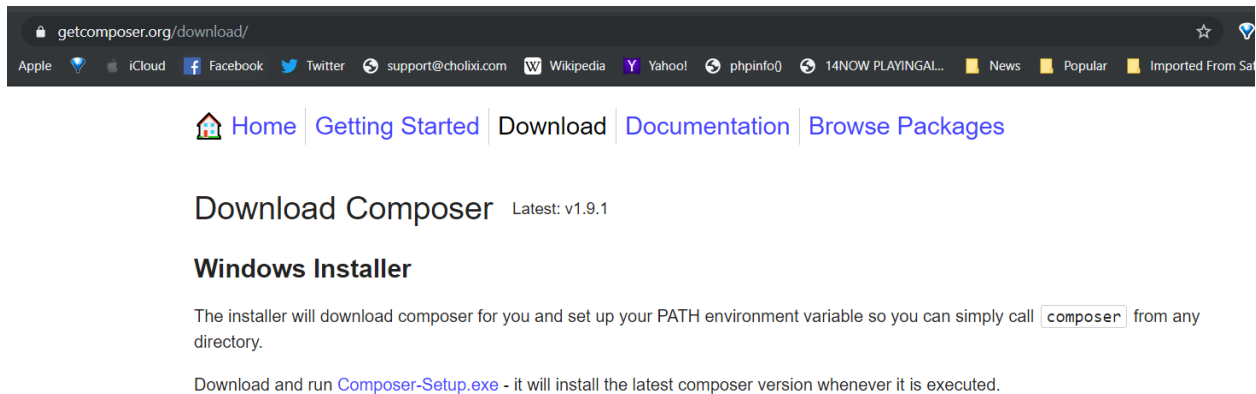 getcomposer.org/download/
Apple iCloud Facebook Twitter support@cholixi.com Wikipedia Yahoo! phpinfo() 14NOW PLAYINGAI... News Popular Imported From Saf
Home Getting Started Download Documentation Browse Packages
Download Composer Latest: v1.9.1
Windows Installer
The installer will download composer for you and set up your PATH environment variable so you can simply call composer from any
directory.
Download and run Composer-Setup.exe - it will install the latest composer version whenever it is executed.